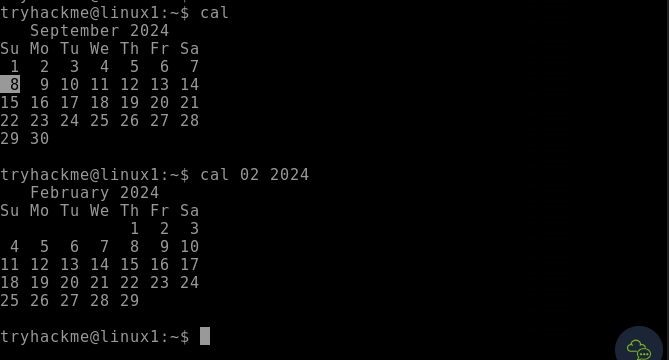 tryhackme@linux1:~$ cal
   September 2024
Su Mo Tu We Th Fr Sa
 1  2  3  4  5  6  7
 8  9 10 11 12 13 14
15 16 17 18 19 20 21
22 23 24 25 26 27 28
29 30
tryhackme@linux1:~$ cal 02 2024
   February 2024
Su Mo Tu We Th Fr Sa
             1  2  3
 4  5  6  7  8  9 10
11 12 13 14 15 16 17
18 19 20 21 22 23 24
25 26 27 28 29
tryhackme@linux1:~$